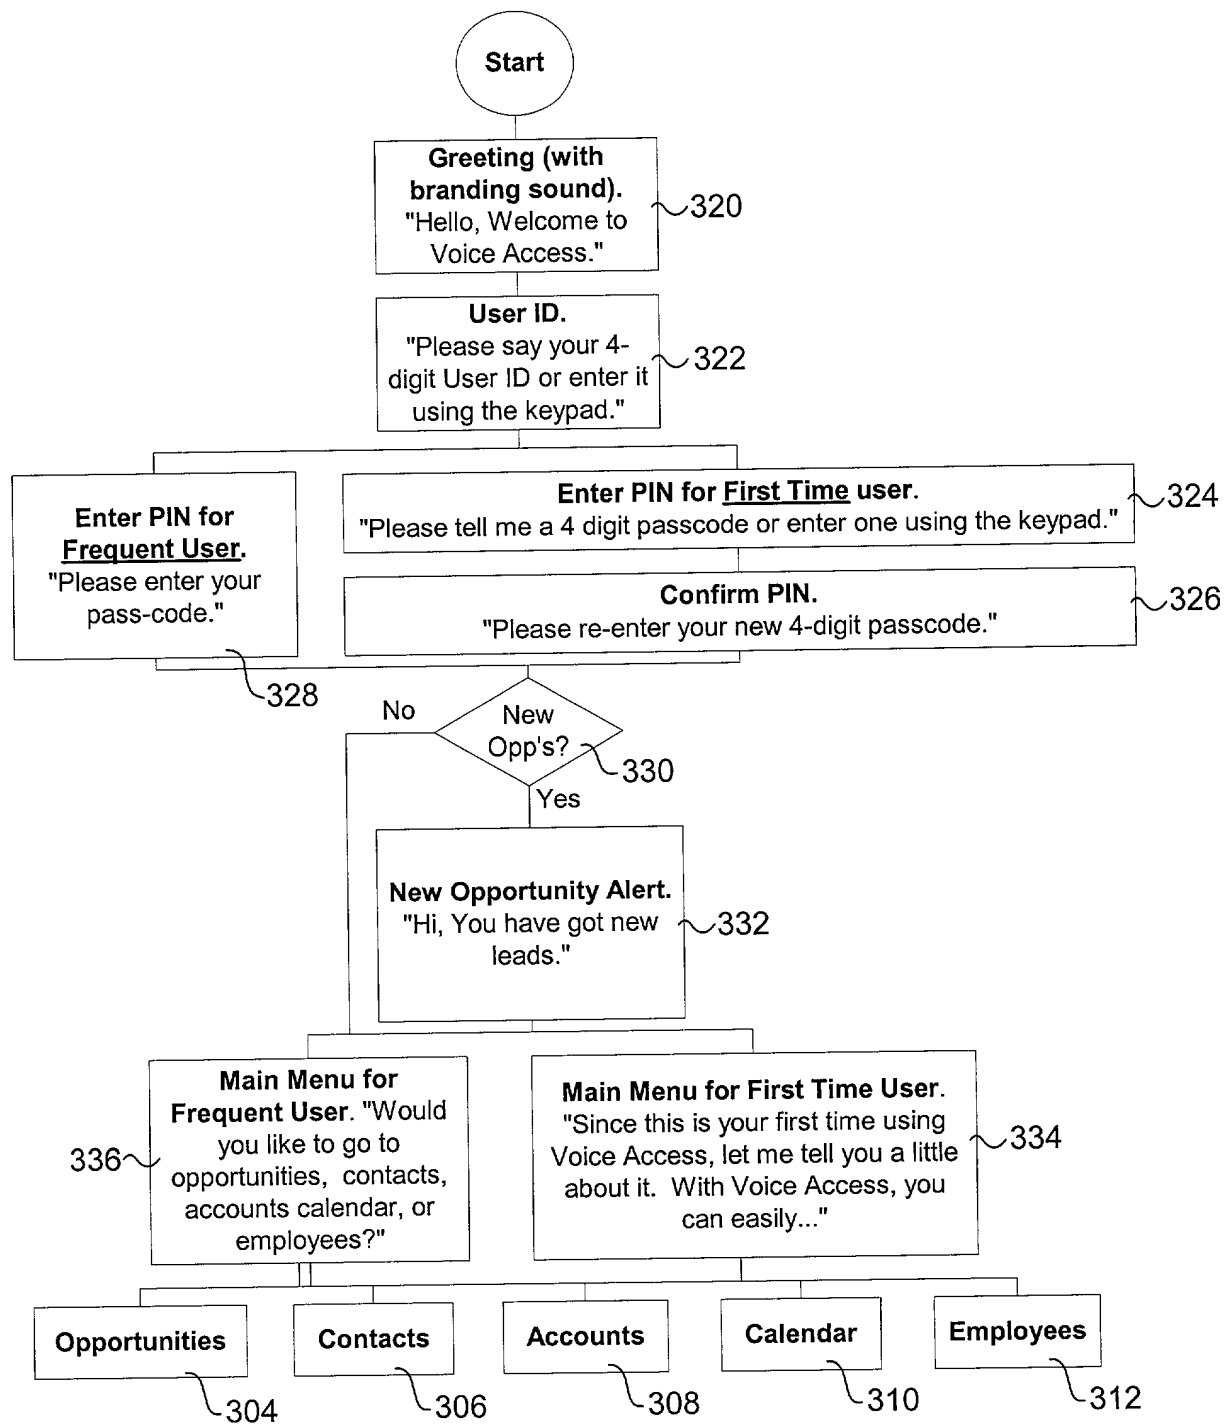 Start
Greeting (with
branding sound).
"Hello, Welcome to
Voice Access."
320
User ID.
"Please say your 4-
digit User ID or enter it
using the keypad."
322
Enter PIN for
Frequent User.
"Please enter your
pass-code."
328
Enter PIN for First Time user.
"Please tell me a 4 digit passcode or enter one using the keypad."
324
Confirm PIN.
"Please re-enter your new 4-digit passcode."
326
No
New
Opp's?
330
Yes
New Opportunity Alert.
"Hi, You have got new
leads."
332
Main Menu for
Frequent User. "Would
you like to go to
opportunities, contacts,
accounts calendar, or
employees?"
336
Main Menu for First Time User.
"Since this is your first time using
Voice Access, let me tell you a little
about it. With Voice Access, you
can easily..."
334
Opportunities
304
Contacts
306
Accounts
308
Calendar
310
Employees
312